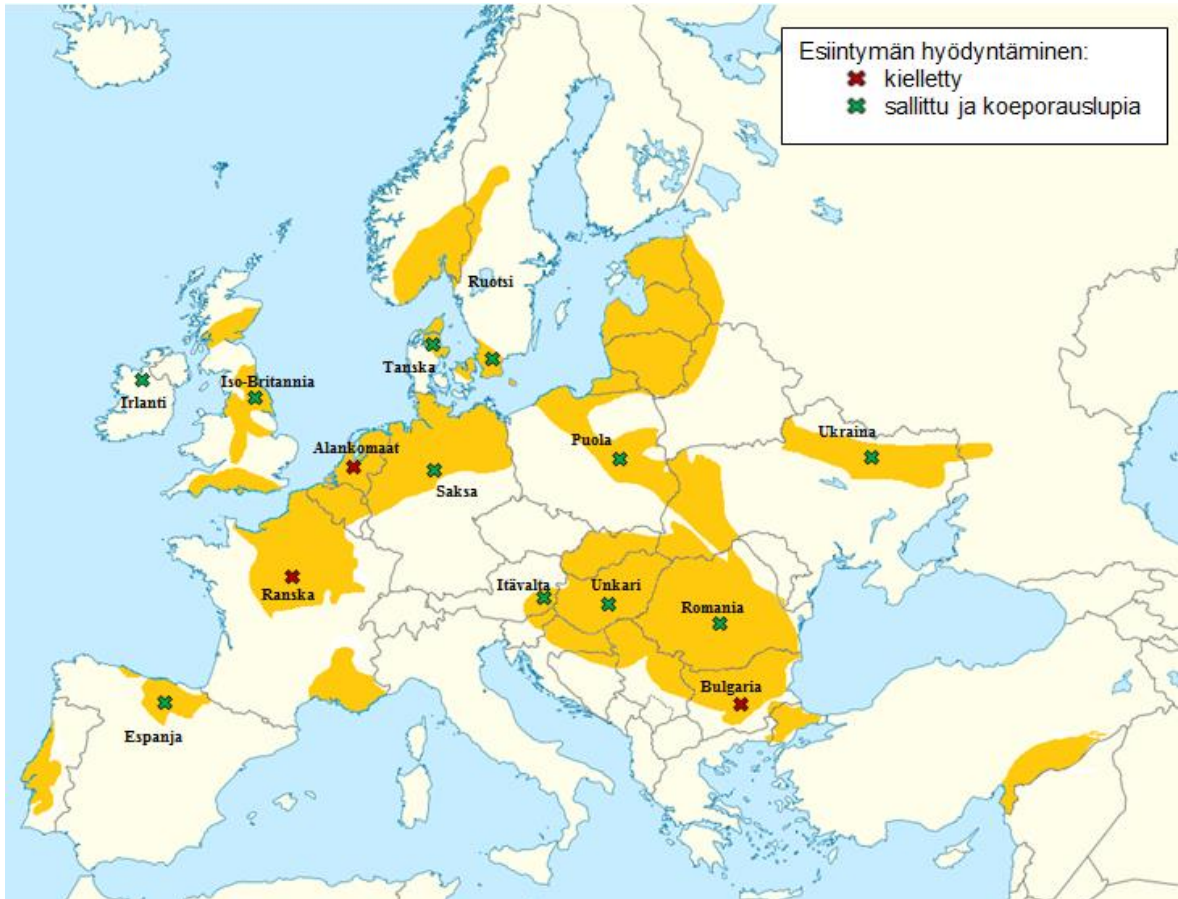 Esiintymän hyödyntäminen:
kielletty
sallittu ja koeporauslupia
Ruotsi
Tanska
Iso-Britannia
Irlanti
Alankomaat
Puola
Ukraina
Saksa
Ranska
Itävalta
Unkari
Romania
Bulgaria
Espanja